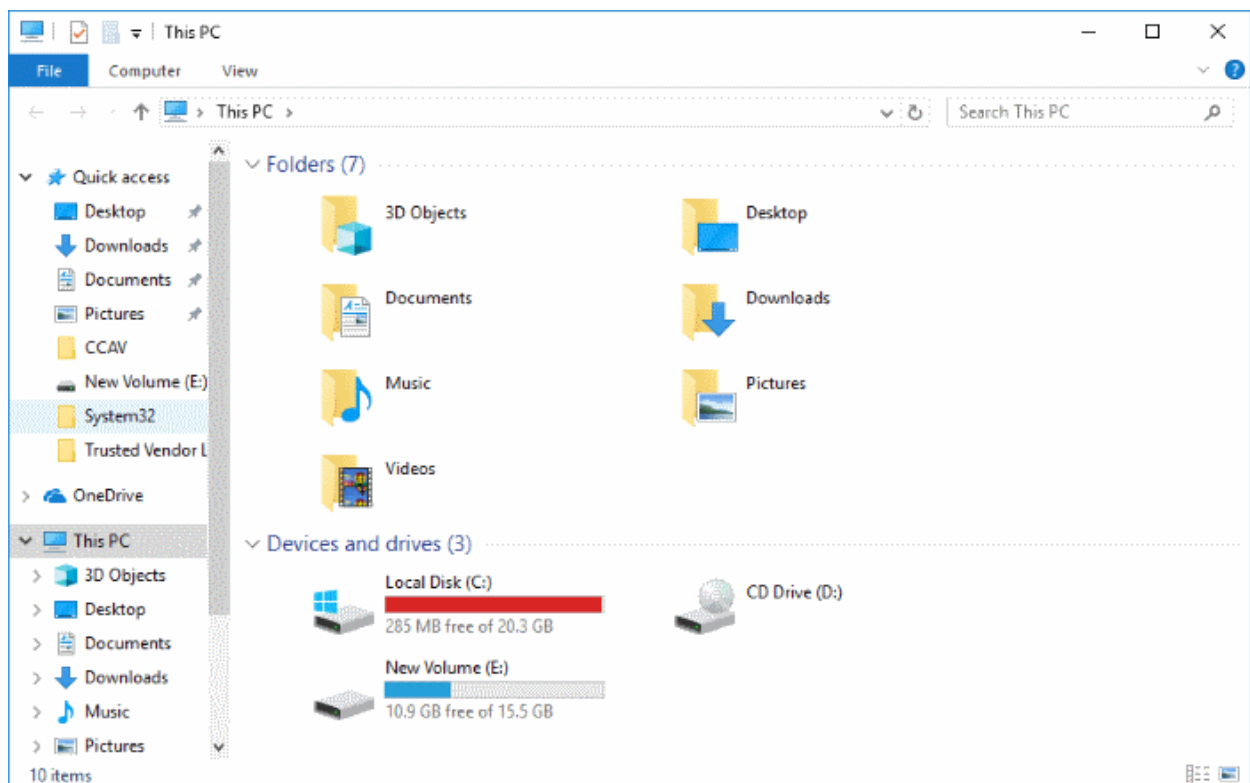 This PC
File Computer View
This PC
Search This PC
Quick access
Desktop
Downloads
Documents
Pictures
CCAV
New Volume (E:)
System32
Trusted Vendor L
OneDrive
This PC
3D Objects
Desktop
Documents
Downloads
Music
Pictures
Folders (7)
3D Objects
Desktop
Documents
Downloads
Music
Pictures
Videos
Devices and drives (3)
Local Disk (C:)
285 MB free of 20.3 GB
CD Drive (D:)
New Volume (E:)
10.9 GB free of 15.5 GB
10 items